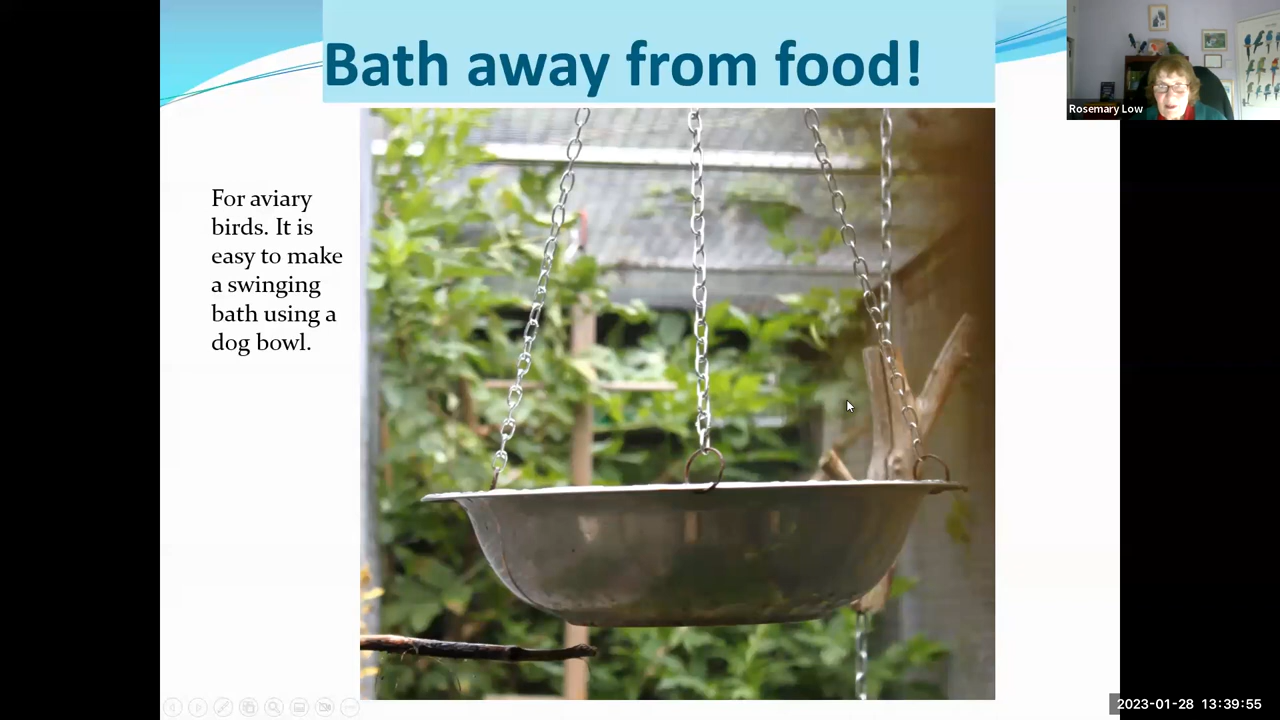 Bath away from food!
Rosemary Low
For aviary
birds. It is
easy to make
a swinging
bath using a
dog bowl.
2023-01-28 13:39:55